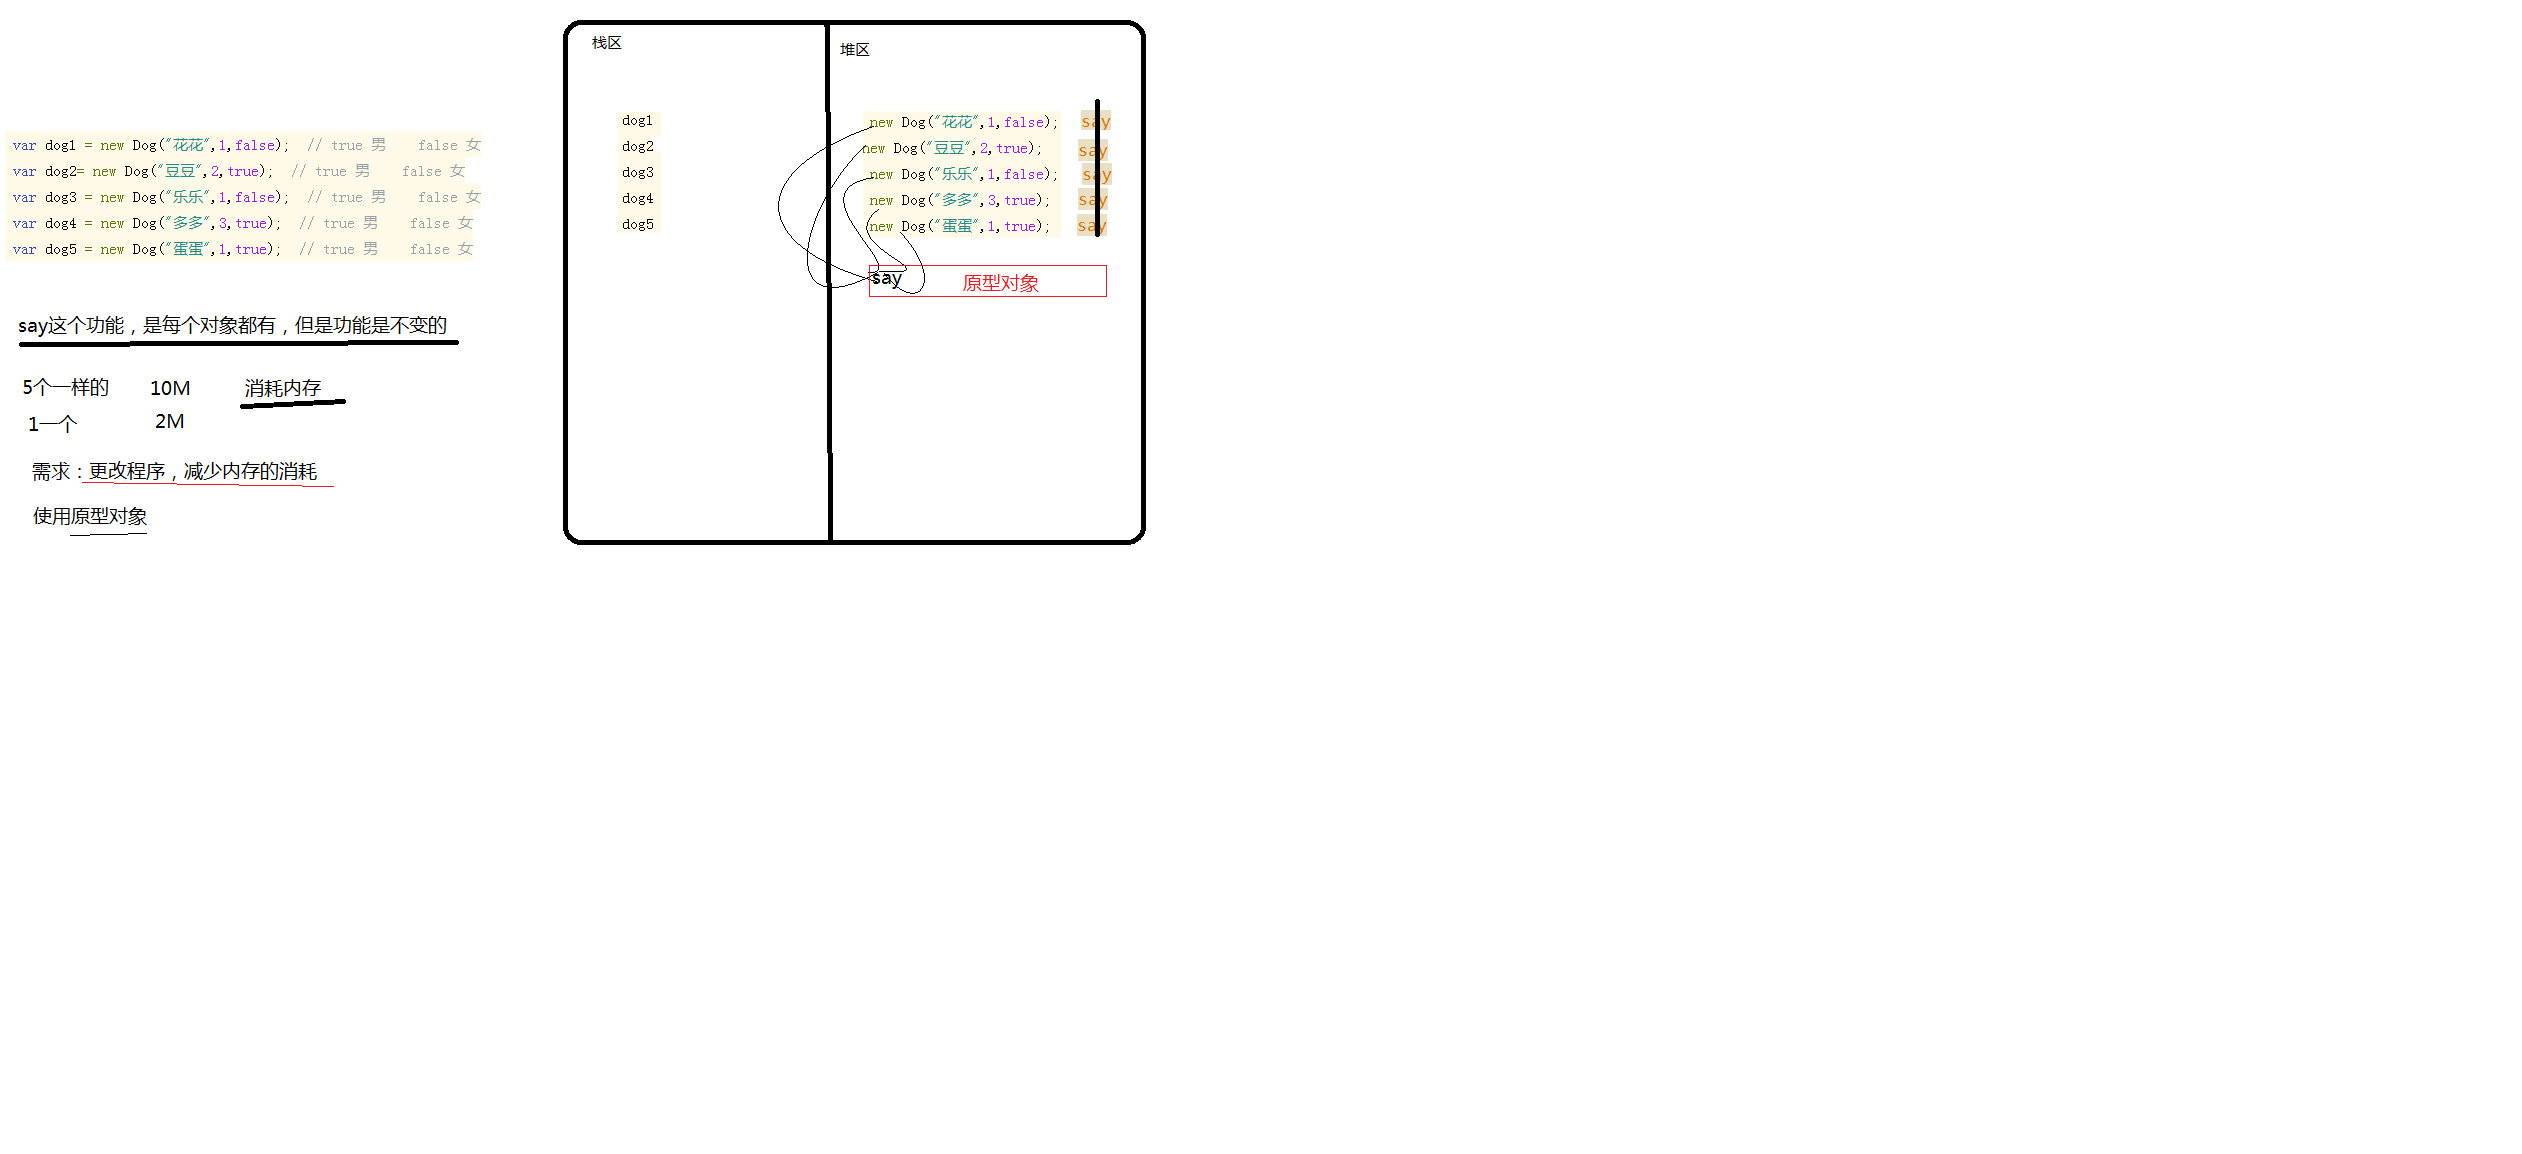 var dog1 = new Dog("花花",1,false);  // true 男    false 女
var dog2= new Dog("豆豆",2,true);  // true 男    false 女
var dog3 = new Dog("乐乐",1,false);  // true 男    false 女
var dog4 = new Dog("多多",3,true);  // true 男    false 女
var dog5 = new Dog("蛋蛋",1,true);  // true 男    false 女
say这个功能，是每个对象都有，但是功能是不变的
5个一样的 10M 消耗内存
1一个 2M
需求：更改程序，减少内存的消耗
使用原型对象
栈区
dog1
dog2
dog3
dog4
dog5
堆区
new Dog("花花",1,false); say
new Dog("豆豆",2,true); say
new Dog("乐乐",1,false); say
new Dog("多多",3,true); say
new Dog("蛋蛋",1,true); say
say 原型对象